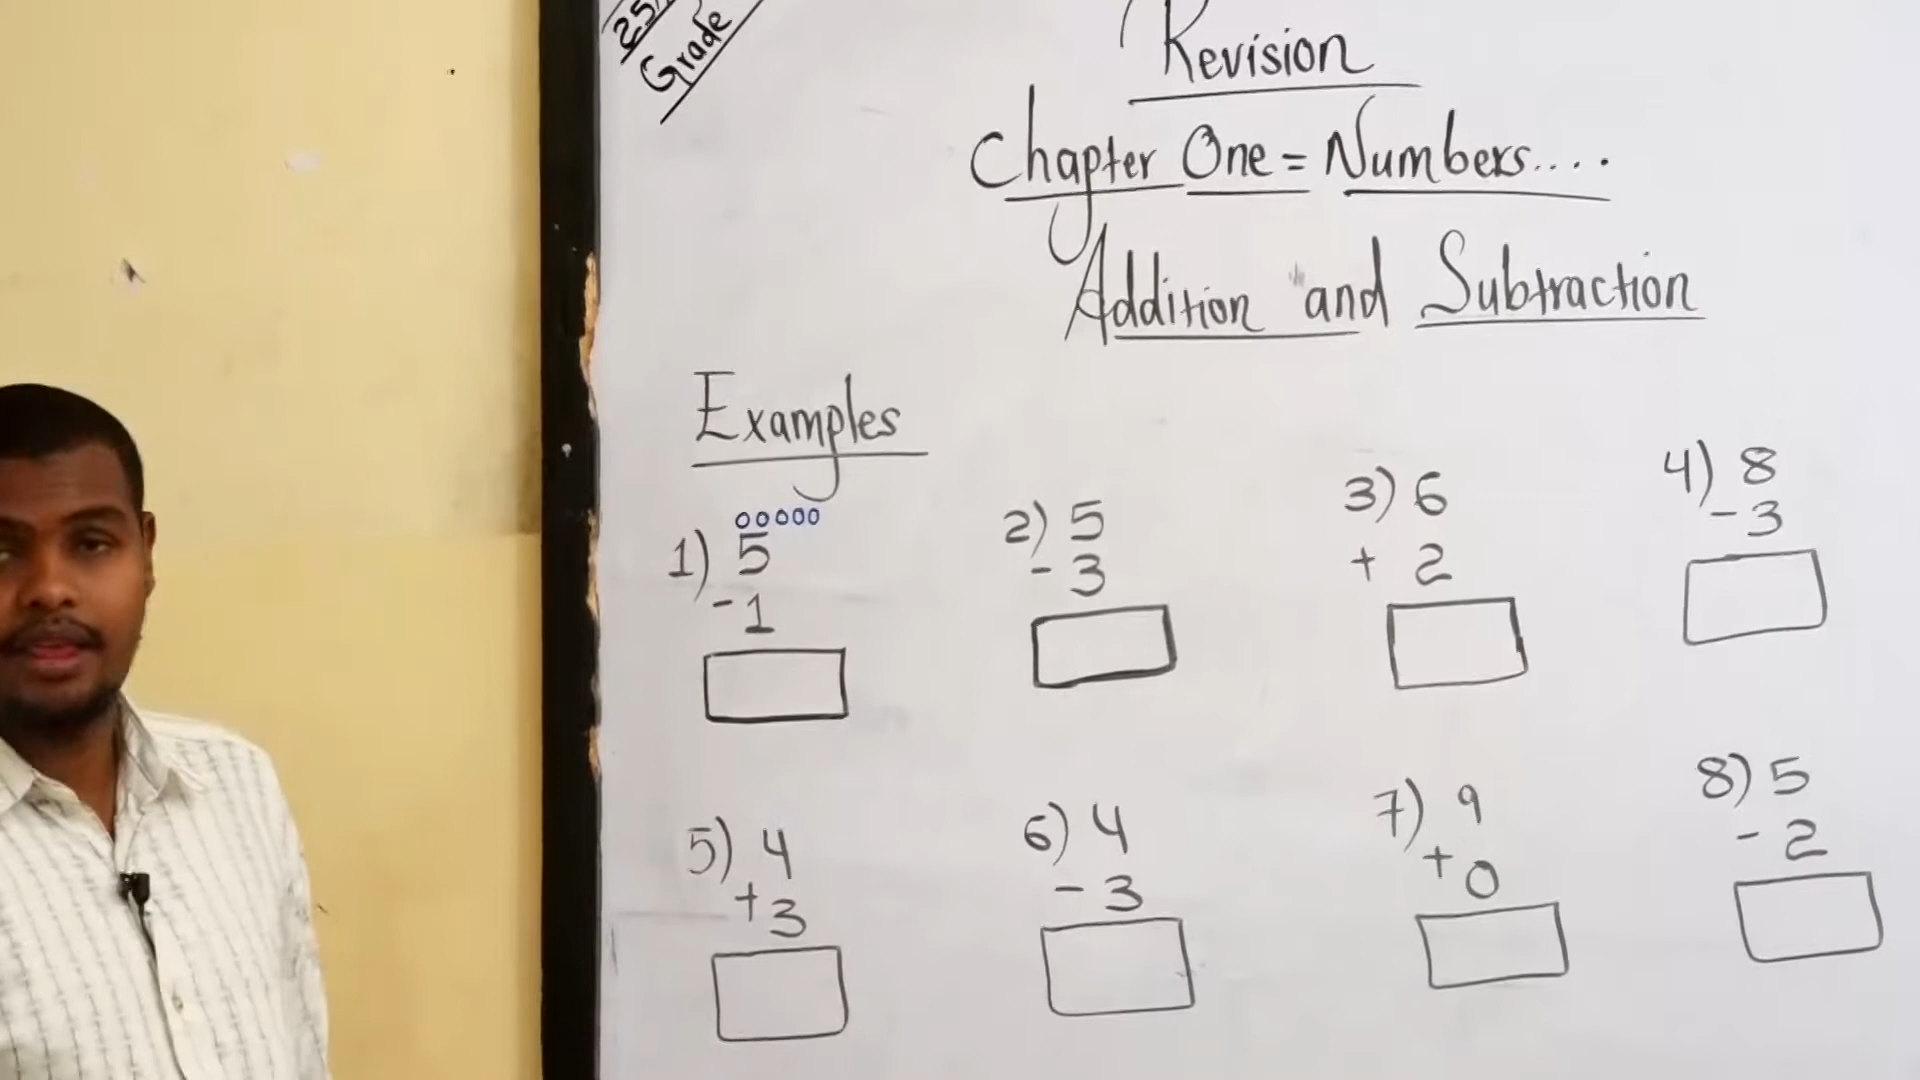 Grade
Revision
Chapter One = Numbers....
Addition and Subtraction
Examples
ooooo
1) 5
- 1
2) 5
- 3
3) 6
+ 2
4) 8
- 3
5) 4
+ 3
6) 4
- 3
7) 9
+ 0
8) 5
- 2